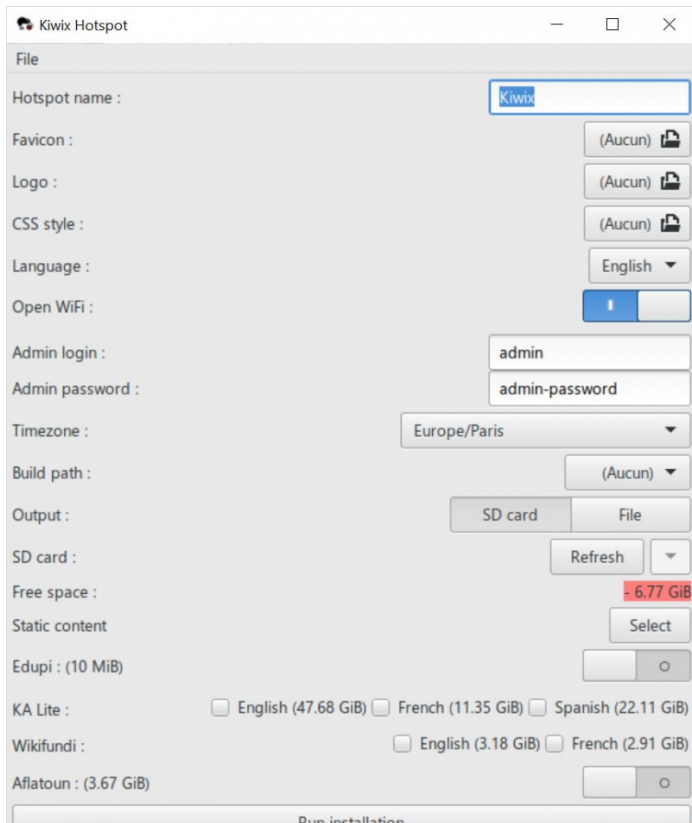 Kiwix Hotspot
File
Hotspot name : Kiwix
Favicon : (Aucun)
Logo : (Aucun)
CSS style : (Aucun)
Language : English
Open WiFi :
Admin login : admin
Admin password : admin-password
Timezone : Europe/Paris
Build path : (Aucun)
Output : SD card File
SD card : Refresh
Free space : - 6.77 GiB
Static content Select
Edupi : (10 MiB)
KA Lite : English (47.68 GiB) French (11.35 GiB) Spanish (22.11 GiB)
Wikifundi : English (3.18 GiB) French (2.91 GiB)
Aflatoun : (3.67 GiB)
Run installation